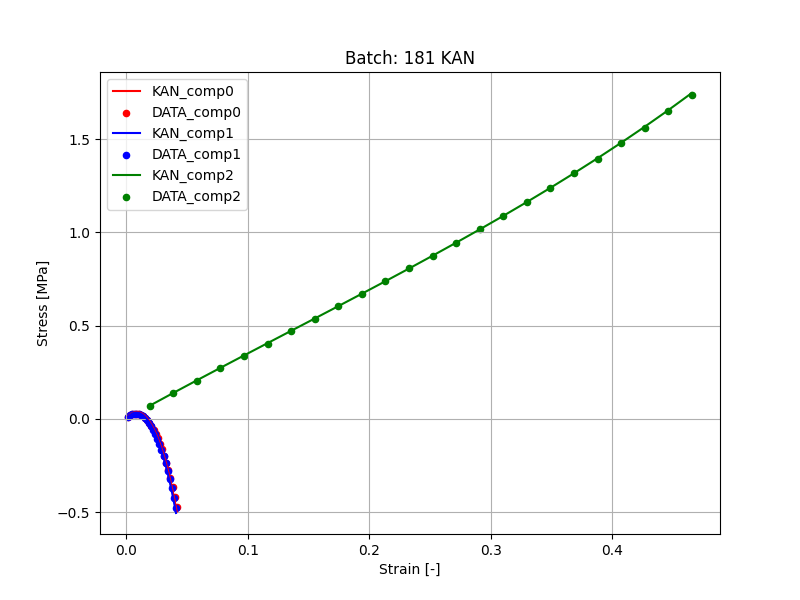 Batch: 181 KAN
KAN_comp0
DATA_comp0
KAN_comp1
DATA_comp1
KAN_comp2
DATA_comp2
Stress [MPa]
1.5
1.0
0.5
0.0
−0.5
0.0 0.1 0.2 0.3 0.4
Strain [-]